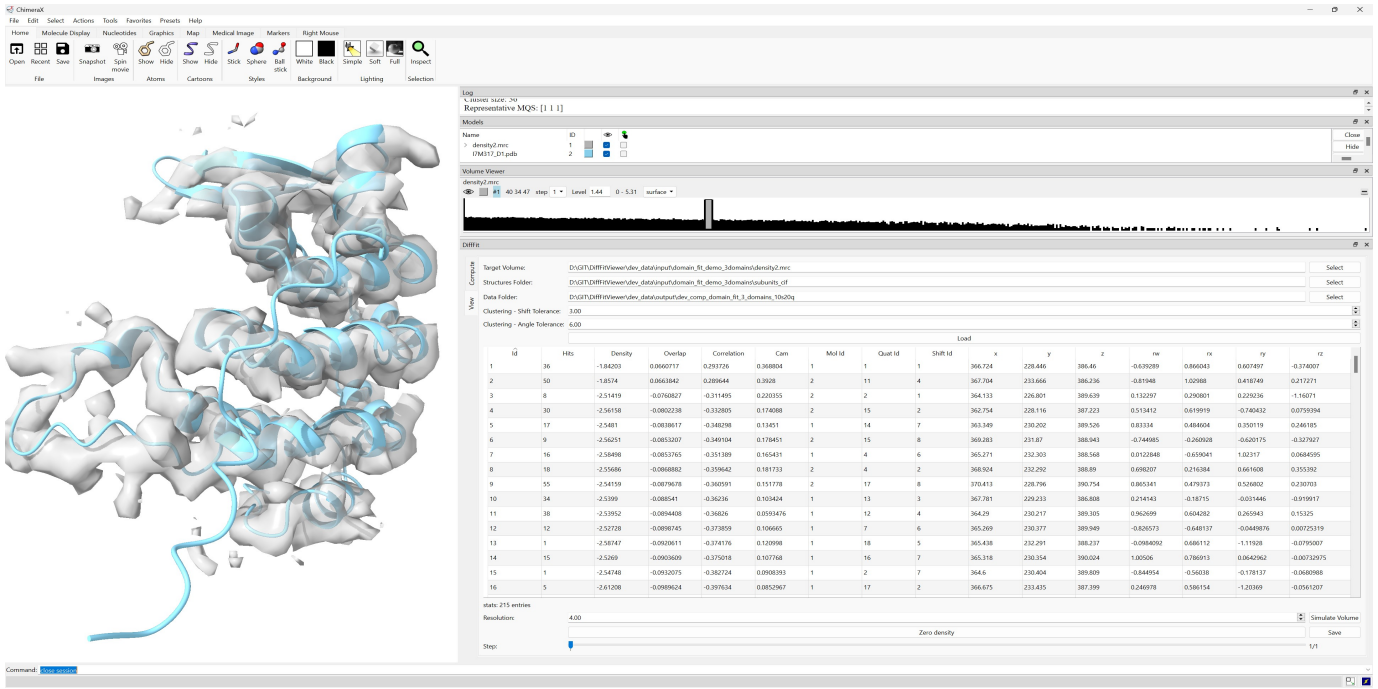 ChimeraX
File Edit Select Actions Tools Favorites Presets Help
Home Molecule Display Nucleotides Graphics Map Medical Image Markers Right Mouse
Open Recent Save Snapshot Spin movie Show Hide Show Hide Stick Sphere Ball stick White Black Simple Soft Full Inspect
File Images Atoms Cartoons Styles Background Lighting Selection
Log
Cluster size: 50
Representative MQS: [1 1 1]
Models
Name ID Close
density2.mrc 1 Hide
I7M317_D1.pdb 2
Volume Viewer
density2.mrc
#1 40 34 47 step 1 Level 1.44 0 - 5.31 surface
DiffFit
Compute
View
Target Volume: D:\GIT\DiffFitViewer\dev_data\input\domain_fit_demo_3domains\density2.mrc Select
Structures Folder: D:\GIT\DiffFitViewer\dev_data\input\domain_fit_demo_3domains\subunits_cif Select
Data Folder: D:\GIT\DiffFitViewer\dev_data\output\dev_comp_domain_fit_3_domains_10s20q Select
Clustering - Shift Tolerance: 3.00
Clustering - Angle Tolerance: 6.00
Load
Id Hits Density Overlap Correlation Cam Mol Id Quat Id Shift Id x y z rw rx ry rz
1 36 -1.84203 0.0660717 0.293726 0.368804 1 1 1 366.724 228.446 386.46 -0.639289 0.866043 0.607497 -0.374007
2 50 -1.8574 0.0663842 0.289644 0.3928 2 11 4 367.704 233.666 386.236 -0.81948 1.02988 0.418749 0.217271
3 8 -2.51419 -0.0760827 -0.311495 0.220355 2 2 1 364.133 226.801 389.639 0.132297 0.290801 0.229236 -1.16071
4 30 -2.56158 -0.0802238 -0.332805 0.174088 2 15 2 362.754 228.116 387.223 0.513412 0.619919 -0.740432 0.0759394
5 17 -2.5481 -0.0838617 -0.348298 0.13451 1 14 7 363.349 230.202 389.526 0.83334 0.484604 0.350119 0.246185
6 9 -2.56251 -0.0853207 -0.349104 0.178451 2 15 8 369.283 231.87 388.943 -0.744985 -0.260928 -0.620175 -0.327927
7 16 -2.58498 -0.0853765 -0.351389 0.165431 1 4 6 365.271 232.303 388.568 0.0122848 -0.659041 1.02317 0.0684595
8 18 -2.55686 -0.0868882 -0.359642 0.181733 2 4 2 368.924 232.292 388.89 0.698207 0.216384 0.661608 0.355392
9 55 -2.54159 -0.0879678 -0.360591 0.151778 2 17 8 370.413 228.796 390.754 0.865341 0.479373 0.526802 0.230703
10 34 -2.5399 -0.088541 -0.36236 0.103424 1 13 3 367.781 229.233 386.808 0.214143 -0.18715 -0.031446 -0.919917
11 38 -2.53952 -0.0894408 -0.36826 0.0593476 1 12 4 364.29 230.217 389.305 0.962699 0.604282 0.265943 0.15325
12 12 -2.52728 -0.0898745 -0.373859 0.106665 1 7 6 365.269 230.377 389.949 -0.826573 -0.648137 -0.0449876 0.00725319
13 1 -2.58747 -0.0920611 -0.374176 0.120998 1 18 5 365.438 232.291 388.237 -0.0984092 0.686112 -1.11928 -0.0795007
14 15 -2.5269 -0.0903609 -0.375018 0.107768 1 16 7 365.318 230.354 390.024 1.00506 0.786913 0.0642962 -0.00732975
15 1 -2.54748 -0.0932075 -0.382724 0.0908393 1 2 7 364.6 230.404 389.809 -0.844954 -0.56038 -0.178137 -0.0680988
16 5 -2.61208 -0.0989624 -0.397634 0.0852967 1 17 2 366.675 233.435 387.399 0.246978 0.586154 -1.20369 -0.0561207
stats: 215 entries
Resolution: 4.00 Simulate Volume
Zero density Save
Step: 1/1
Command: close session